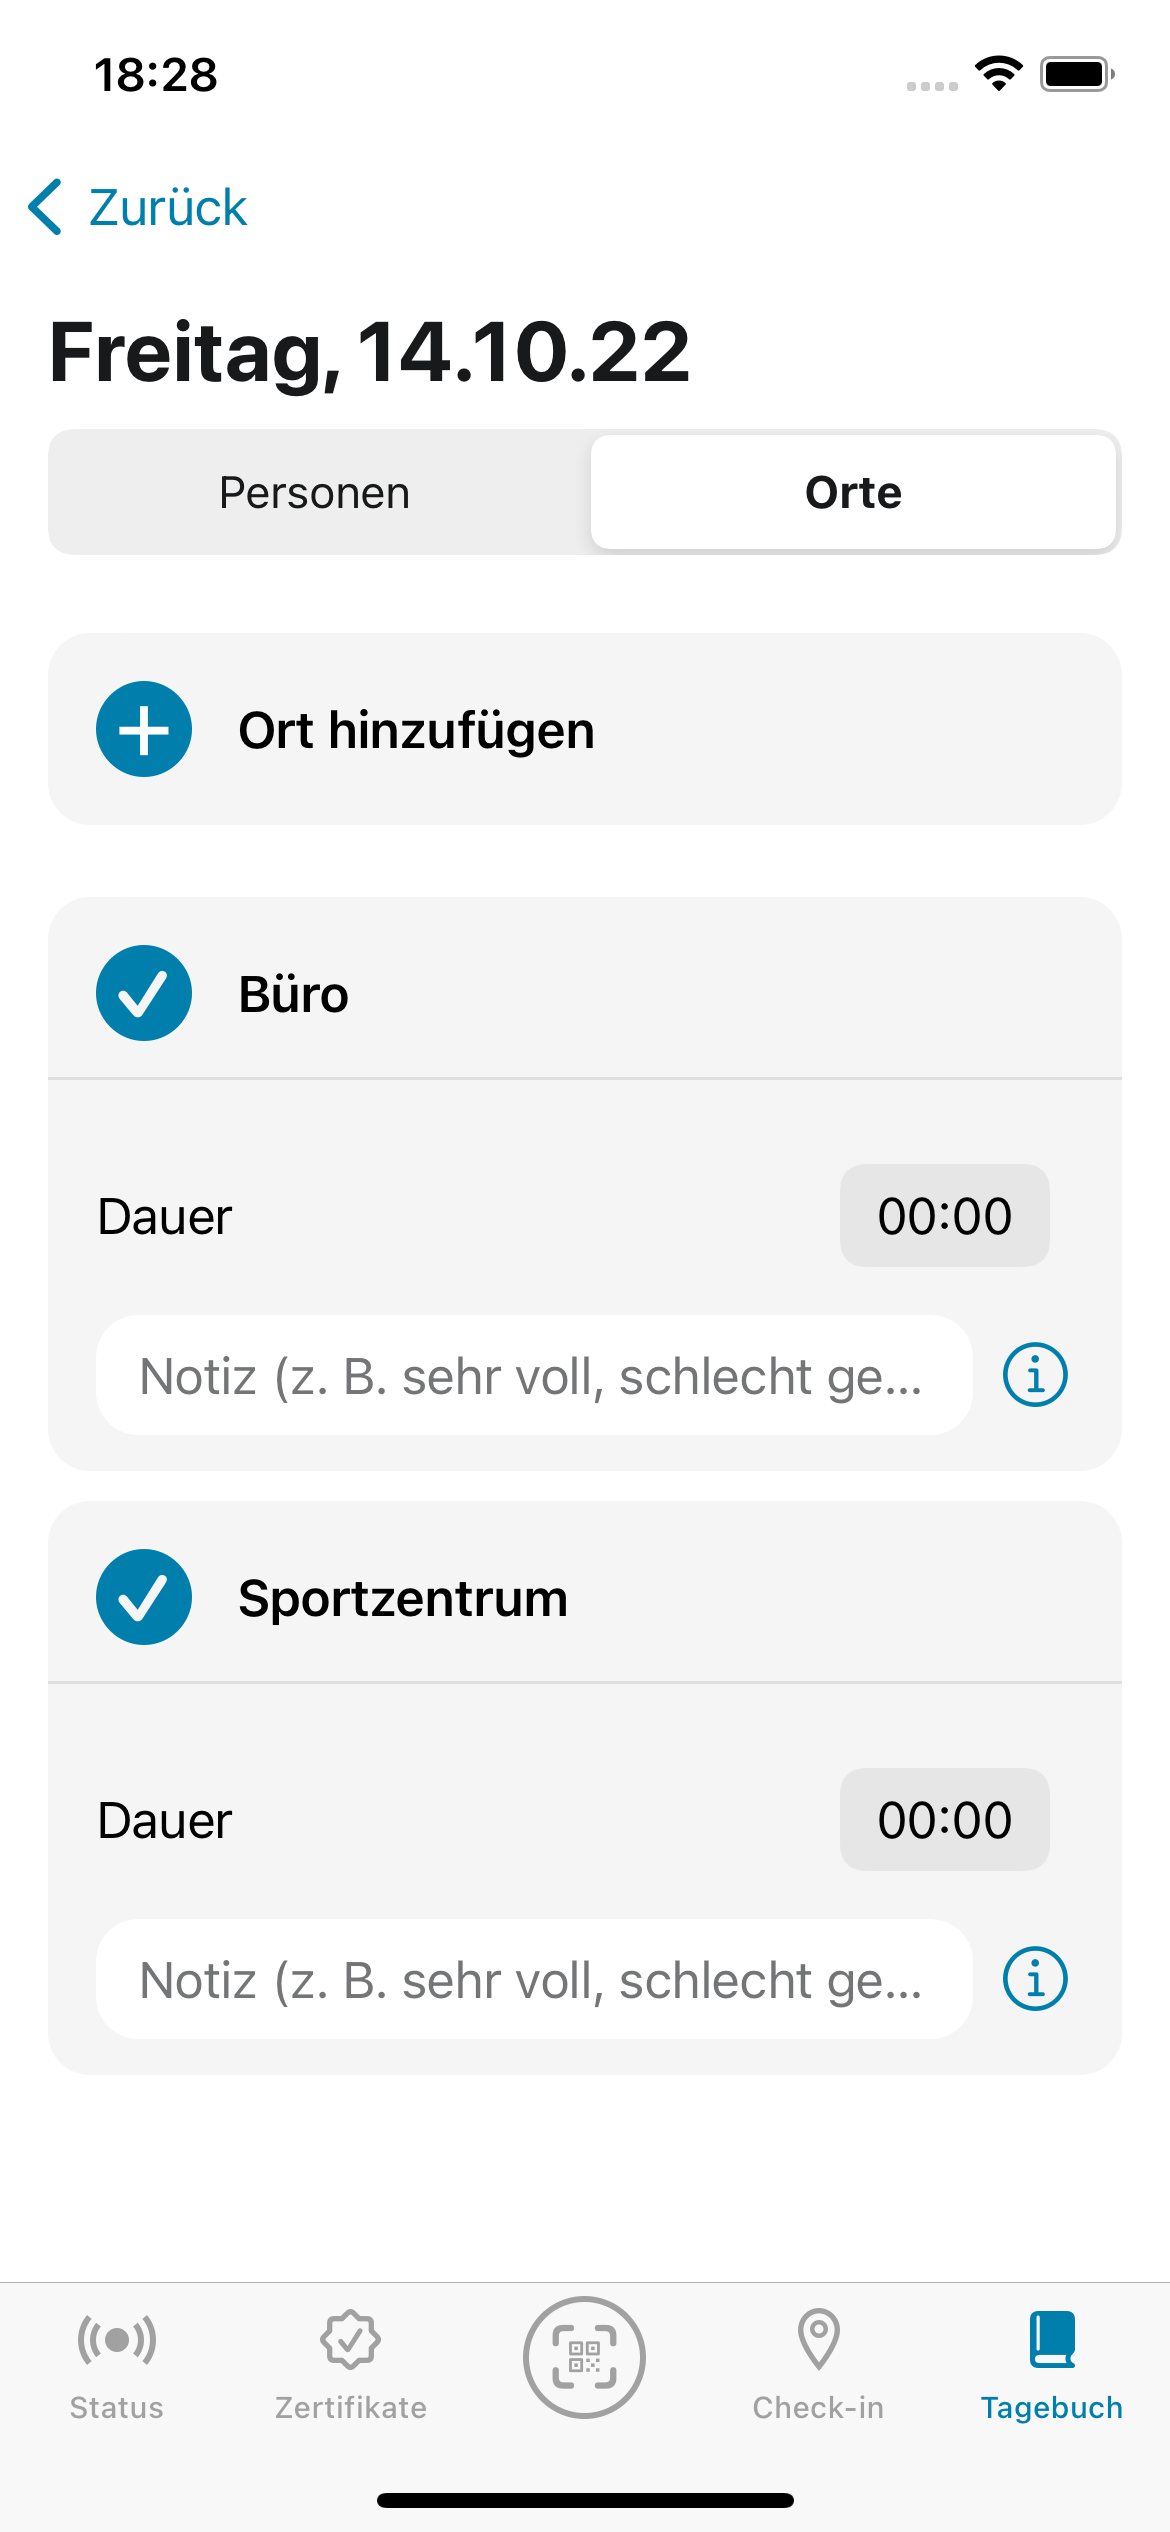 18:28
Zurück
Freitag, 14.10.22
Personen
Orte
Ort hinzufügen
Büro
Dauer
00:00
Notiz (z. B. sehr voll, schlecht ge...
Sportzentrum
Dauer
00:00
Notiz (z. B. sehr voll, schlecht ge...
Status
Zertifikate
Check-in
Tagebuch